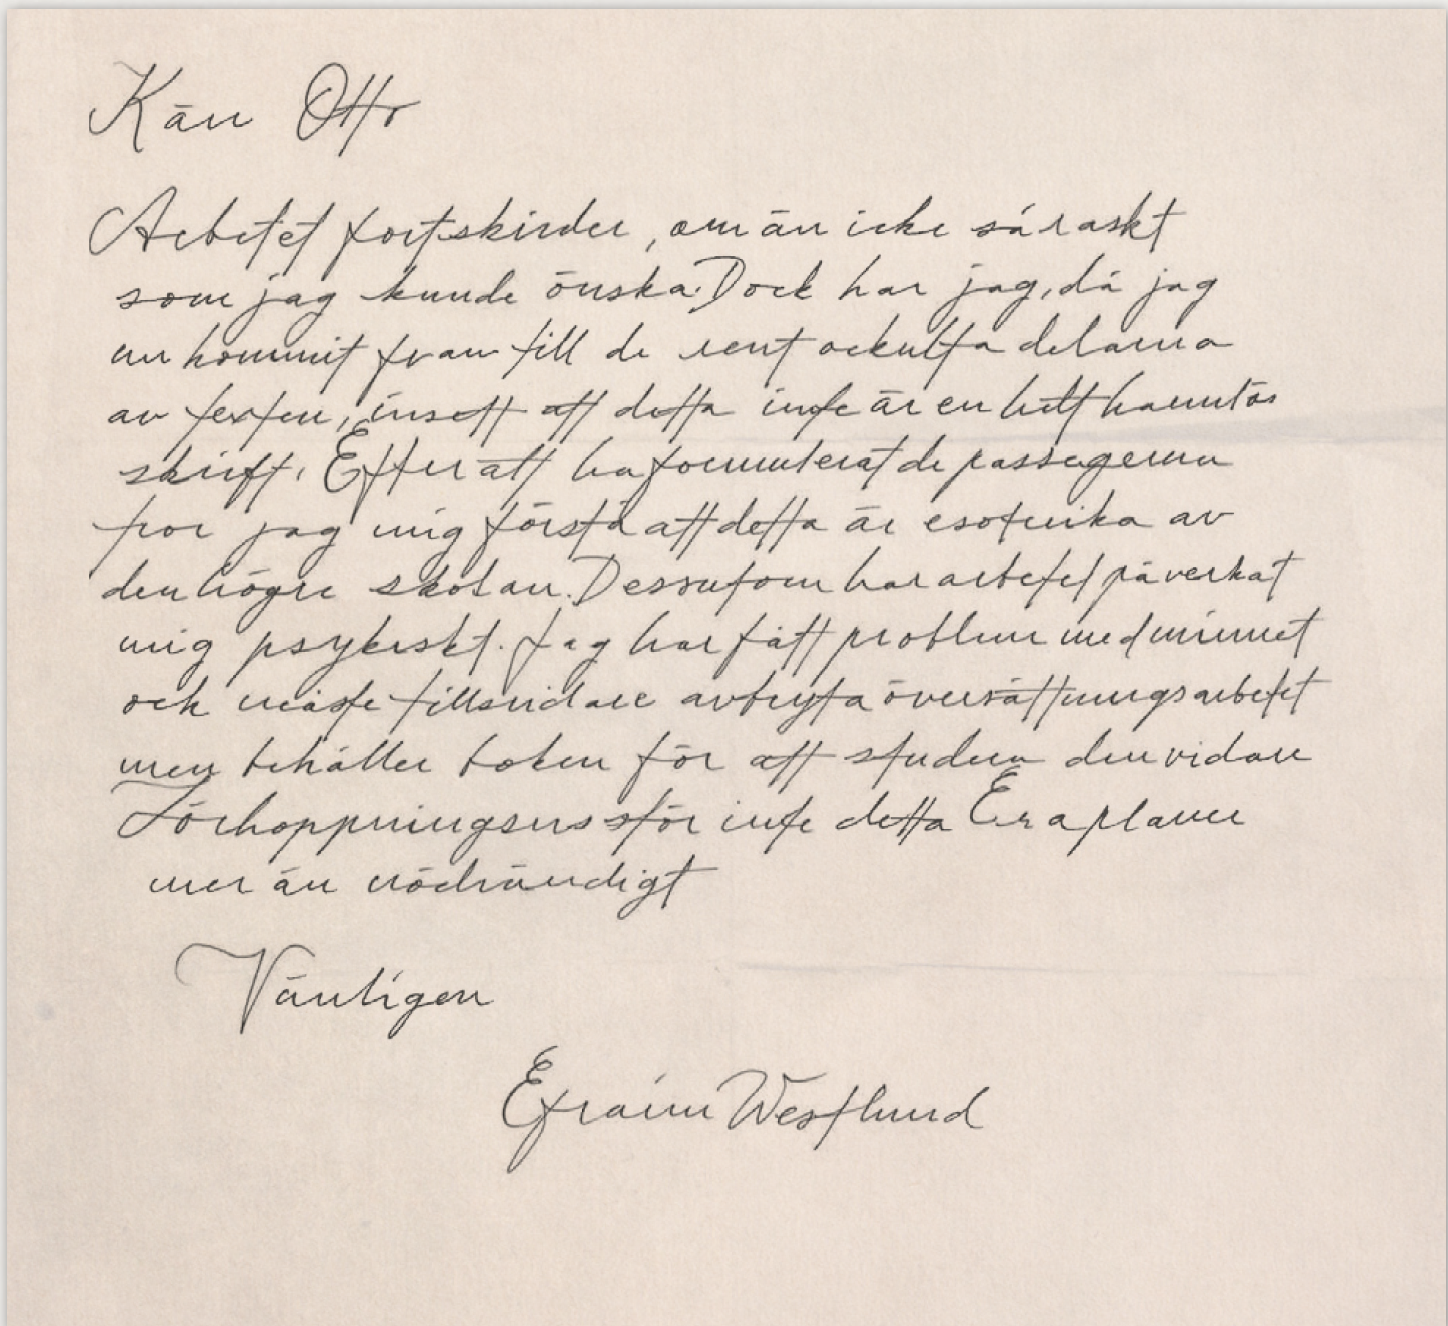 Käre Otto
Arbetet fortskrider, om än icke så raskt
som jag kunde önska. Dock har jag, då jag
nu kommit fram till de rent ockulta delarna
av texten, insett att detta inte är en helt harmlös
skrift. Efter att ha formulerat de passagerna
tror jag mig förstå att detta är esoterika av
den högre skolan. Dessutom har arbetet påverkat
mig psykiskt. Jag har fått problem med minnet
och måste tillsvidare avbryta översättningsarbetet
men behåller boken för att studera den vidare
Förhoppningsvis stör inte detta Era planer
mer än nödvändigt
Vänligen
Efraim Westlund